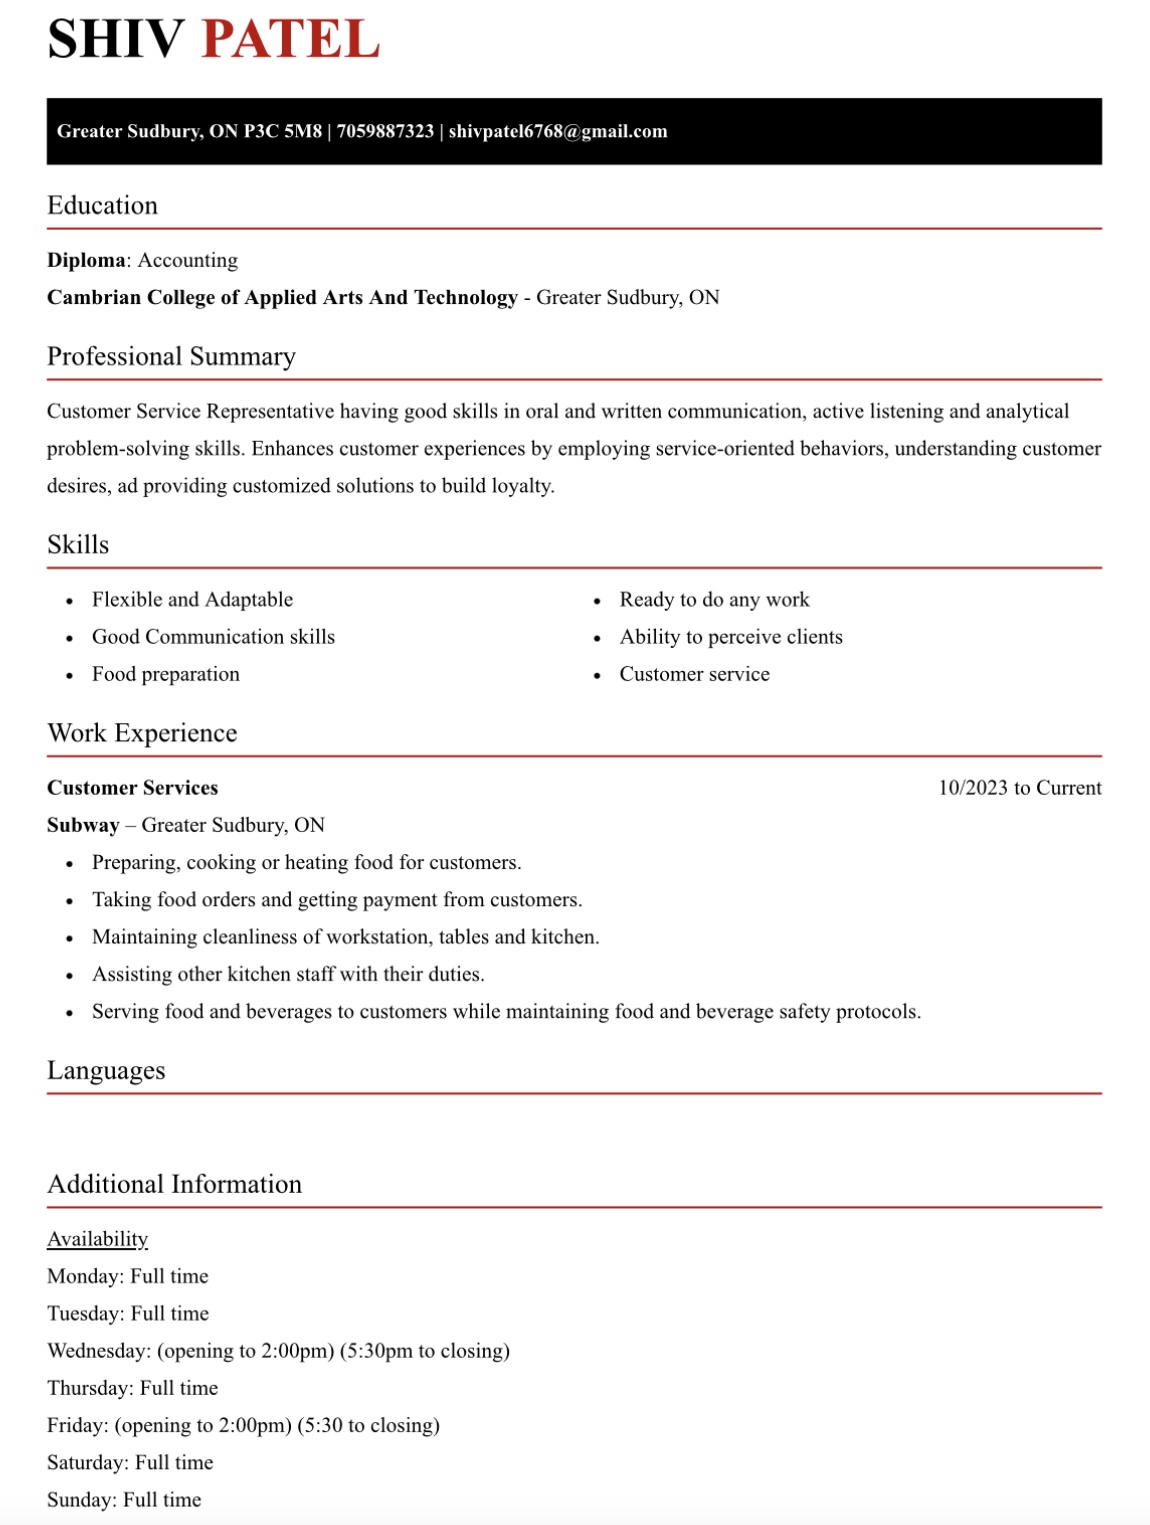 SHIV PATEL
Greater Sudbury, ON P3C 5M8 | 7059887323 | shivpatel6768@gmail.com
Education
Diploma: Accounting
Cambrian College of Applied Arts And Technology - Greater Sudbury, ON
Professional Summary
Customer Service Representative having good skills in oral and written communication, active listening and analytical
problem-solving skills. Enhances customer experiences by employing service-oriented behaviors, understanding customer
desires, ad providing customized solutions to build loyalty.
Skills
• Flexible and Adaptable
• Good Communication skills
• Food preparation
• Ready to do any work
• Ability to perceive clients
• Customer service
Work Experience
Customer Services 10/2023 to Current
Subway – Greater Sudbury, ON
• Preparing, cooking or heating food for customers.
• Taking food orders and getting payment from customers.
• Maintaining cleanliness of workstation, tables and kitchen.
• Assisting other kitchen staff with their duties.
• Serving food and beverages to customers while maintaining food and beverage safety protocols.
Languages
Additional Information
Availability
Monday: Full time
Tuesday: Full time
Wednesday: (opening to 2:00pm) (5:30pm to closing)
Thursday: Full time
Friday: (opening to 2:00pm) (5:30 to closing)
Saturday: Full time
Sunday: Full time